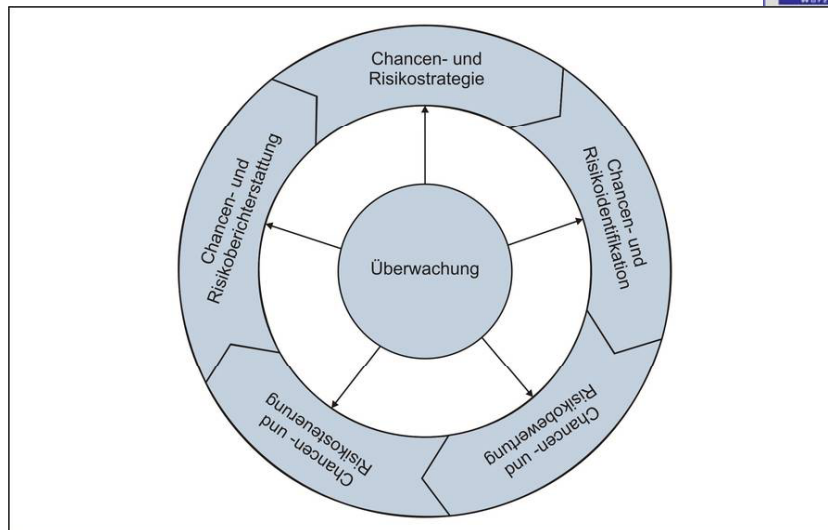 Chancen- und
Risikostrategie
Chancen- und
Risikoidentifikation
Chancen- und
Risikobewertung
Chancen- und
Risikosteuerung
Chancen- und
Risikoberichterstattung
Überwachung